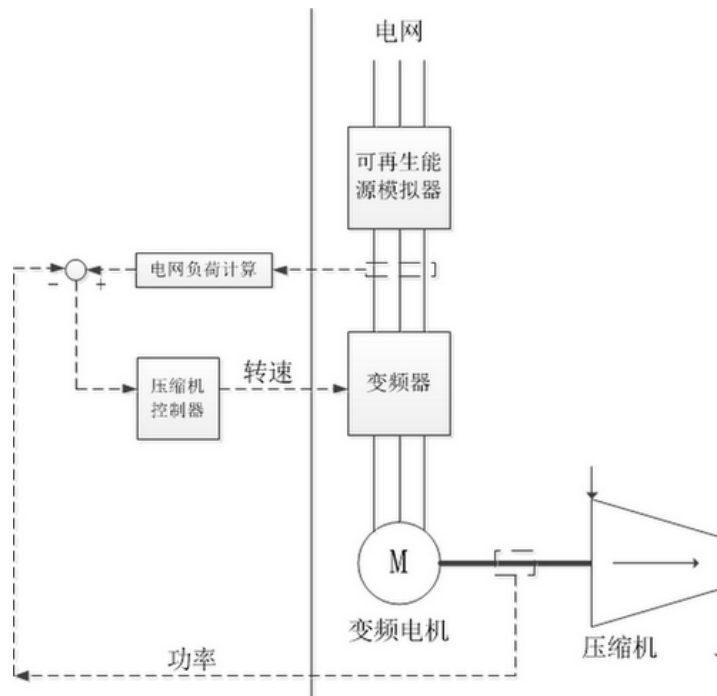 电网
可再生能
源模拟器
电网负荷计算
- +
压缩机
控制器
转速
变频器
M
变频电机
压缩机
功率